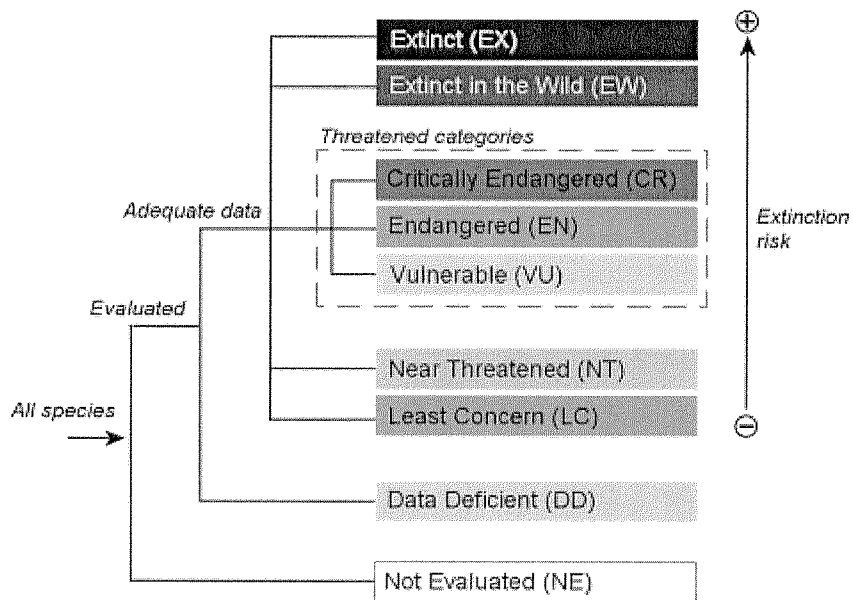 Extinct (EX)
Extinct in the Wild (EW)
Threatened categories
Critically Endangered (CR)
Adequate data
Endangered (EN)
Extinction
risk
Vulnerable (VU)
Evaluated
Near Threatened (NT)
All species
Least Concern (LC)
Data Deficient (DD)
Not Evaluated (NE)